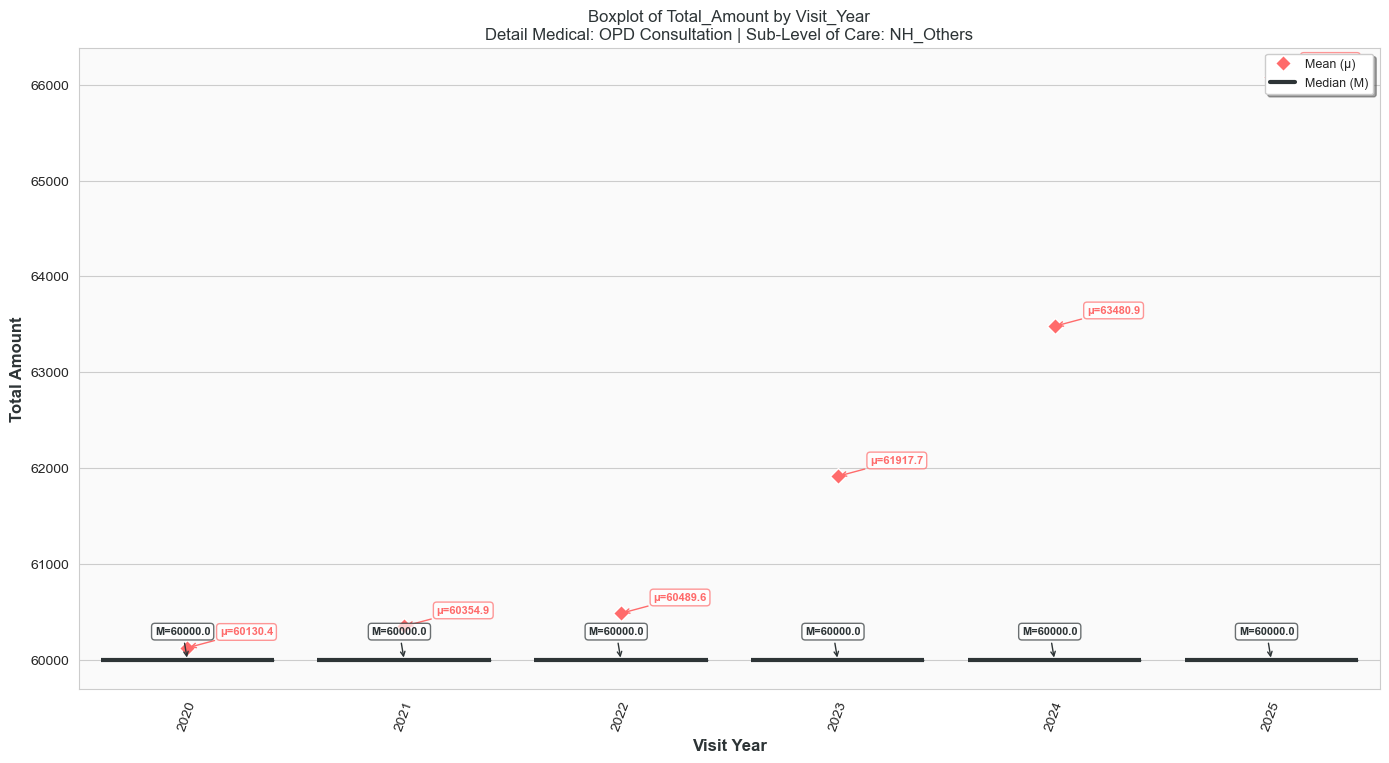 Boxplot of Total_Amount by Visit_Year
Detail Medical: OPD Consultation | Sub-Level of Care: NH_Others
Mean (μ)
Median (M)
66000
65000
64000
63000
62000
61000
60000
Total Amount
μ=63480.9
μ=61917.7
μ=60489.6
μ=60354.9
μ=60130.4
M=60000.0
M=60000.0
M=60000.0
M=60000.0
M=60000.0
M=60000.0
2020
2021
2022
2023
2024
2025
Visit Year